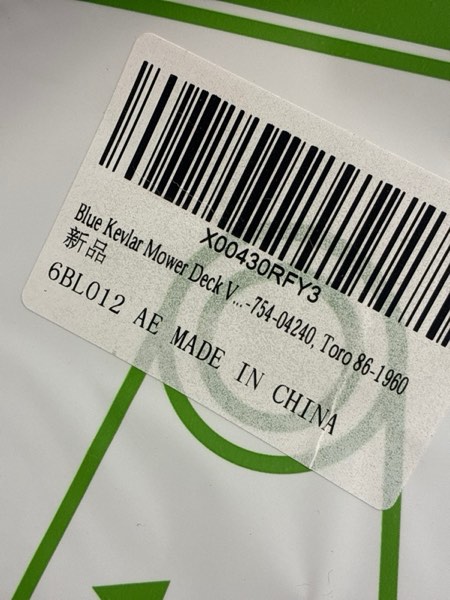 X00430RFY3
Blue Kevlar Mower Deck V...-754-04240, Toro 86-1960
新品
6BL012 AE MADE IN CHINA